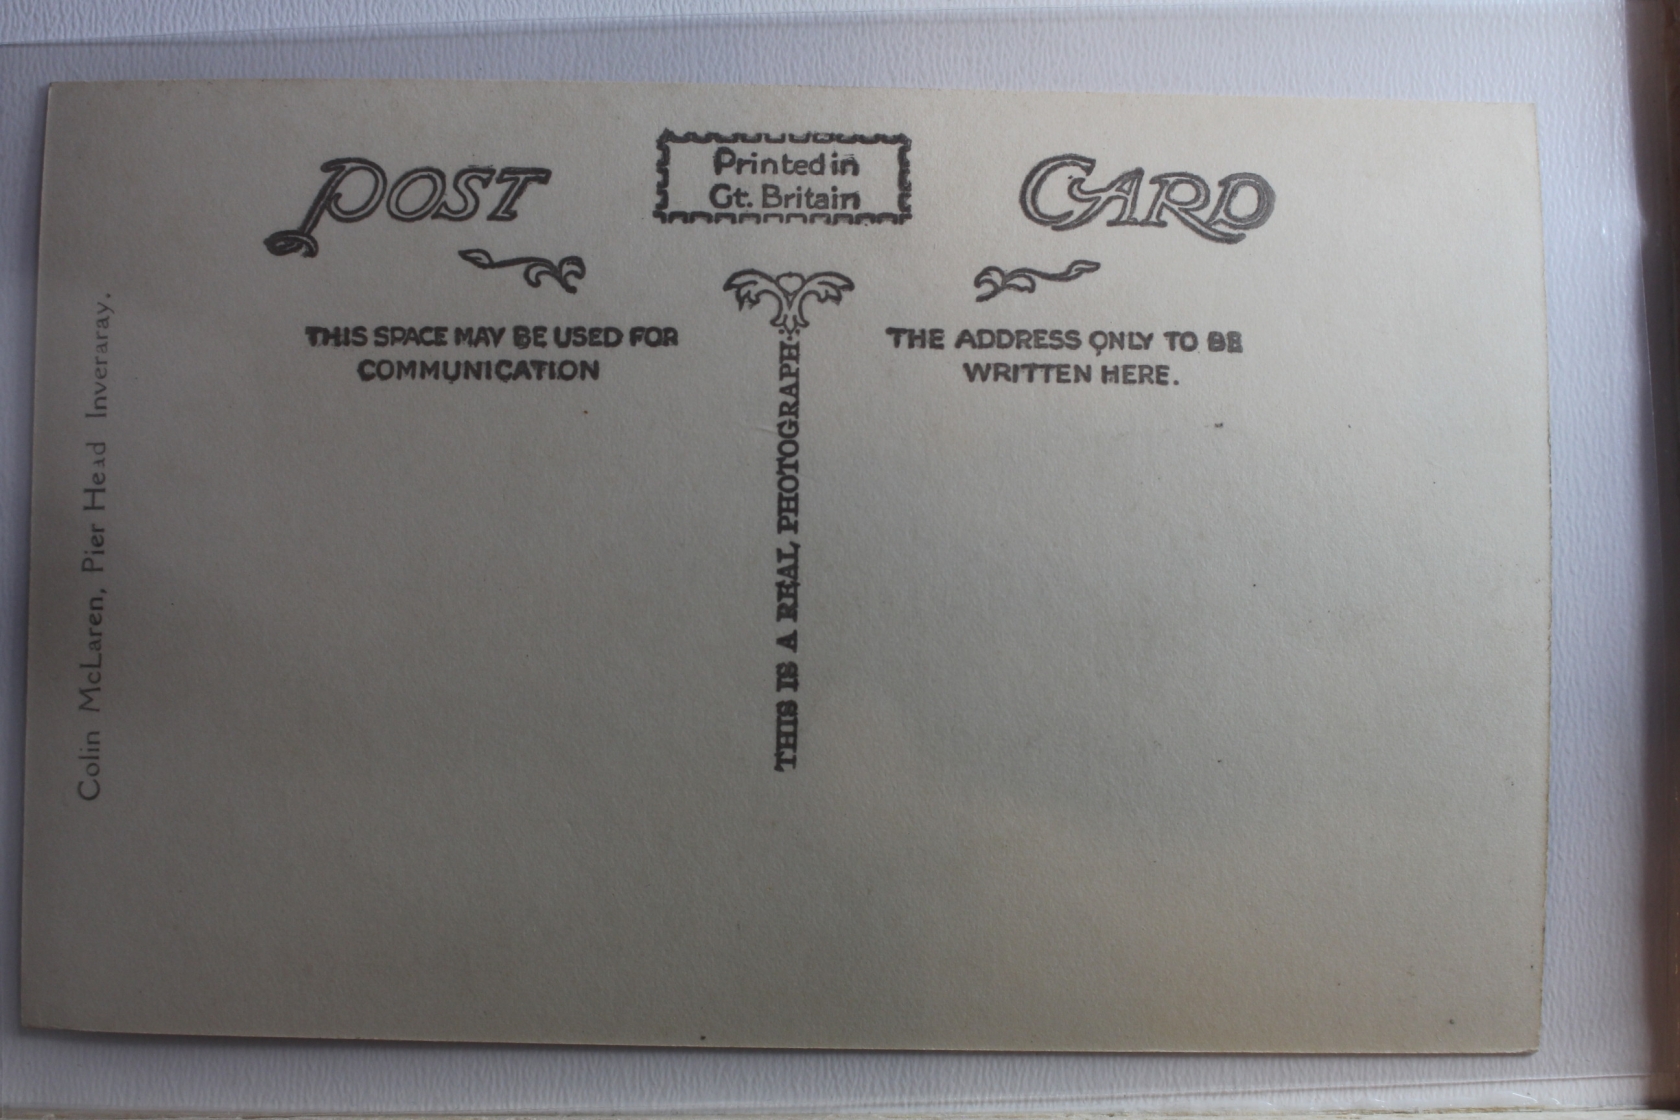 POST
Printed in
Gt. Britain
CARD
THIS SPACE MAY BE USED FOR
COMMUNICATION
THE ADDRESS ONLY TO BE
WRITTEN HERE.
THIS IS A REAL PHOTOGRAPH:
Colin McLaren, Pier Head Inveraray.